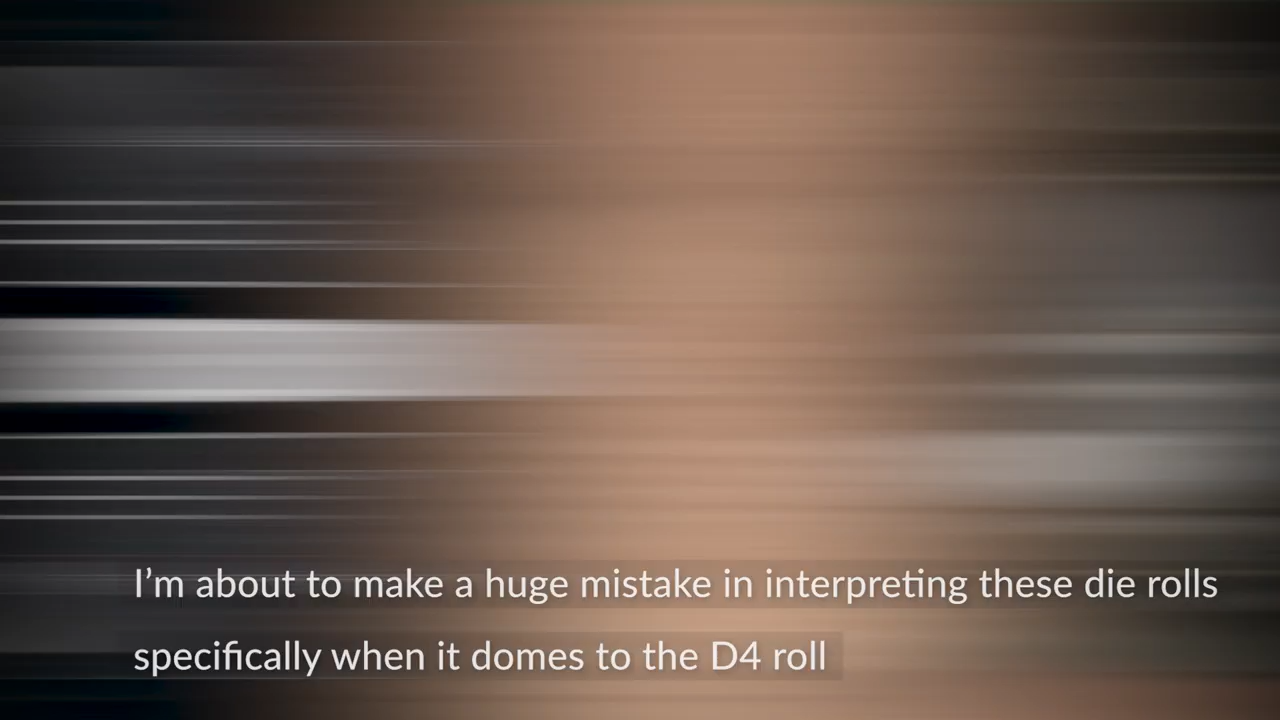 I’m about to make a huge mistake in interpreting these die rolls
specifically when it domes to the D4 roll